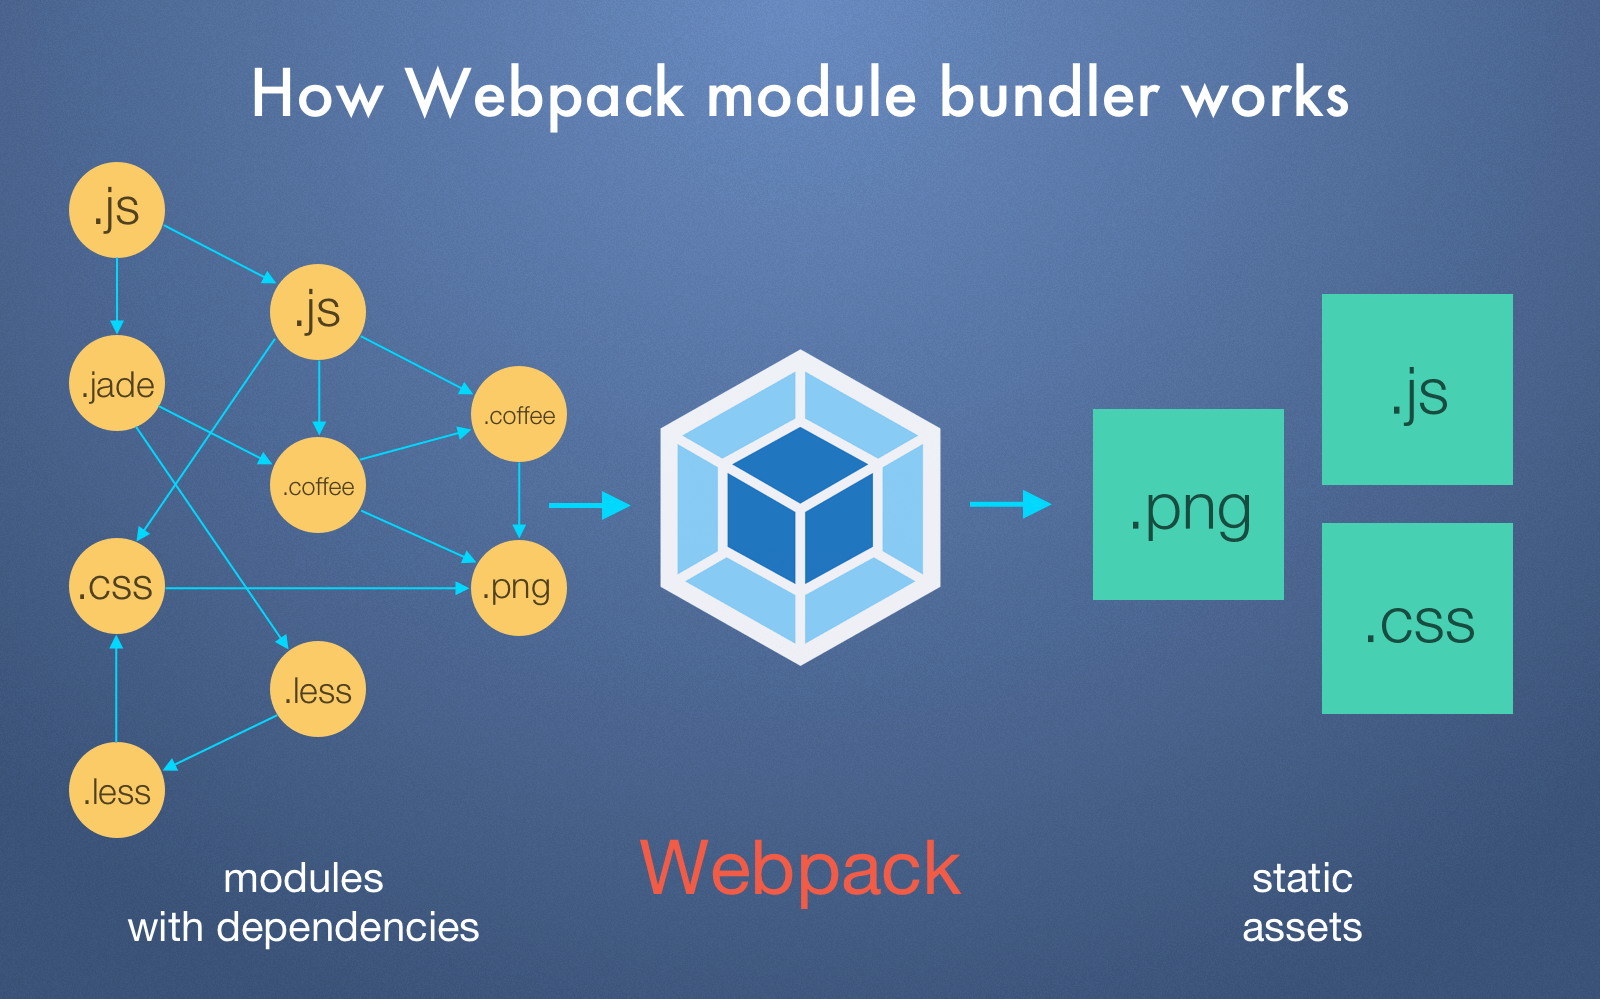 How Webpack module bundler works
.js
.js
.jade
.coffee
.coffee
.css
.png
.less
.less
.png
.js
.css
modules
with dependencies
Webpack
static
assets